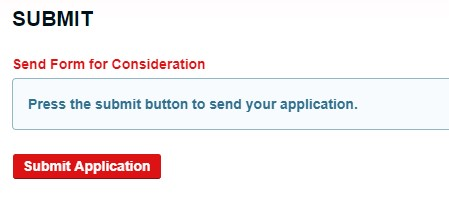 SUBMIT
Send Form for Consideration
Press the submit button to send your application.
Submit Application